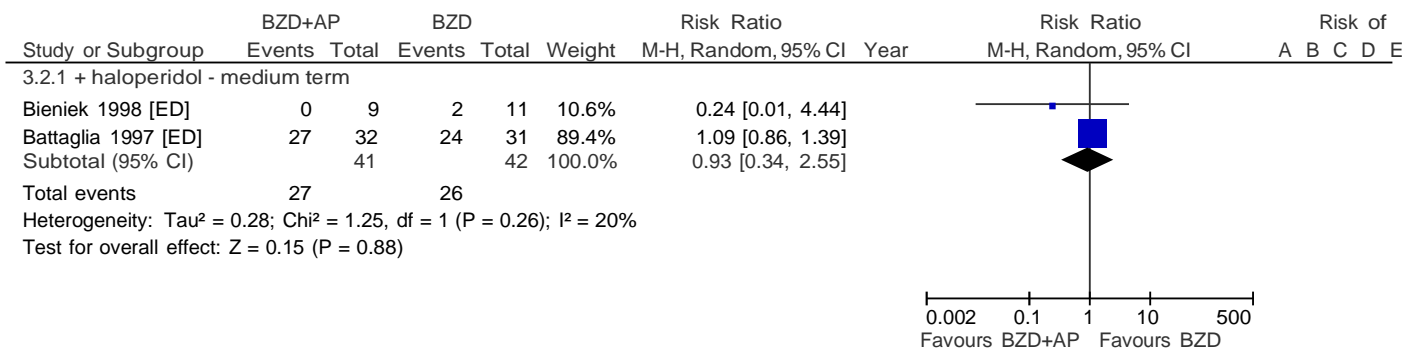 BZD+AP BZD Risk Ratio Risk Ratio Risk of
Study or Subgroup Events Total Events Total Weight M-H, Random, 95% CI Year M-H, Random, 95% CI A B C D E
3.2.1 + haloperidol - medium term
Bieniek 1998 [ED] 0 9 2 11 10.6% 0.24 [0.01, 4.44]
Battaglia 1997 [ED] 27 32 24 31 89.4% 1.09 [0.86, 1.39]
Subtotal (95% CI) 41 42 100.0% 0.93 [0.34, 2.55]
Total events 27 26
Heterogeneity: Tau² = 0.28; Chi² = 1.25, df = 1 (P = 0.26); I² = 20%
Test for overall effect: Z = 0.15 (P = 0.88)
0.002 0.1 1 10 500
Favours BZD+AP Favours BZD